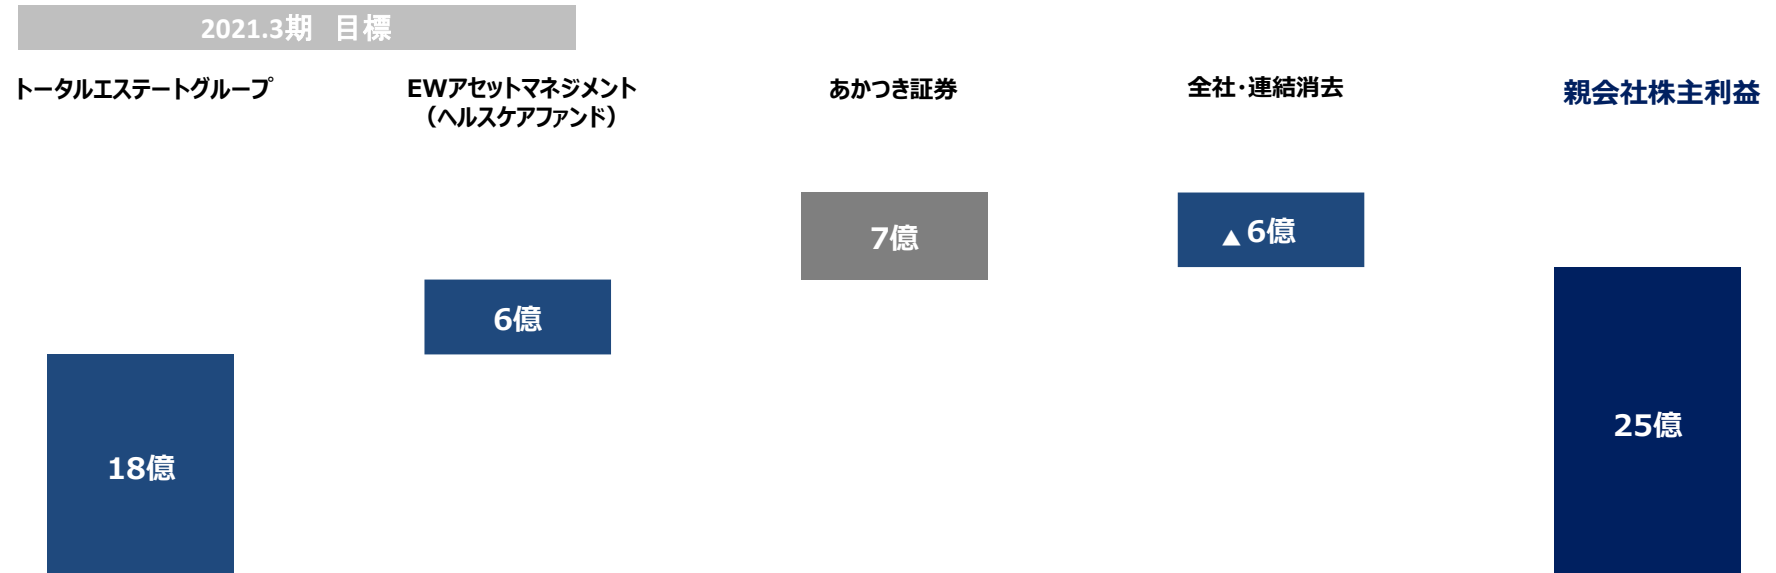 2021.3期 目標
トータルエステートグループ
EWアセットマネジメント
（ヘルスケアファンド）
あかつき証券
全社･連結消去
親会社株主利益
7億
▲6億
6億
25億
18億